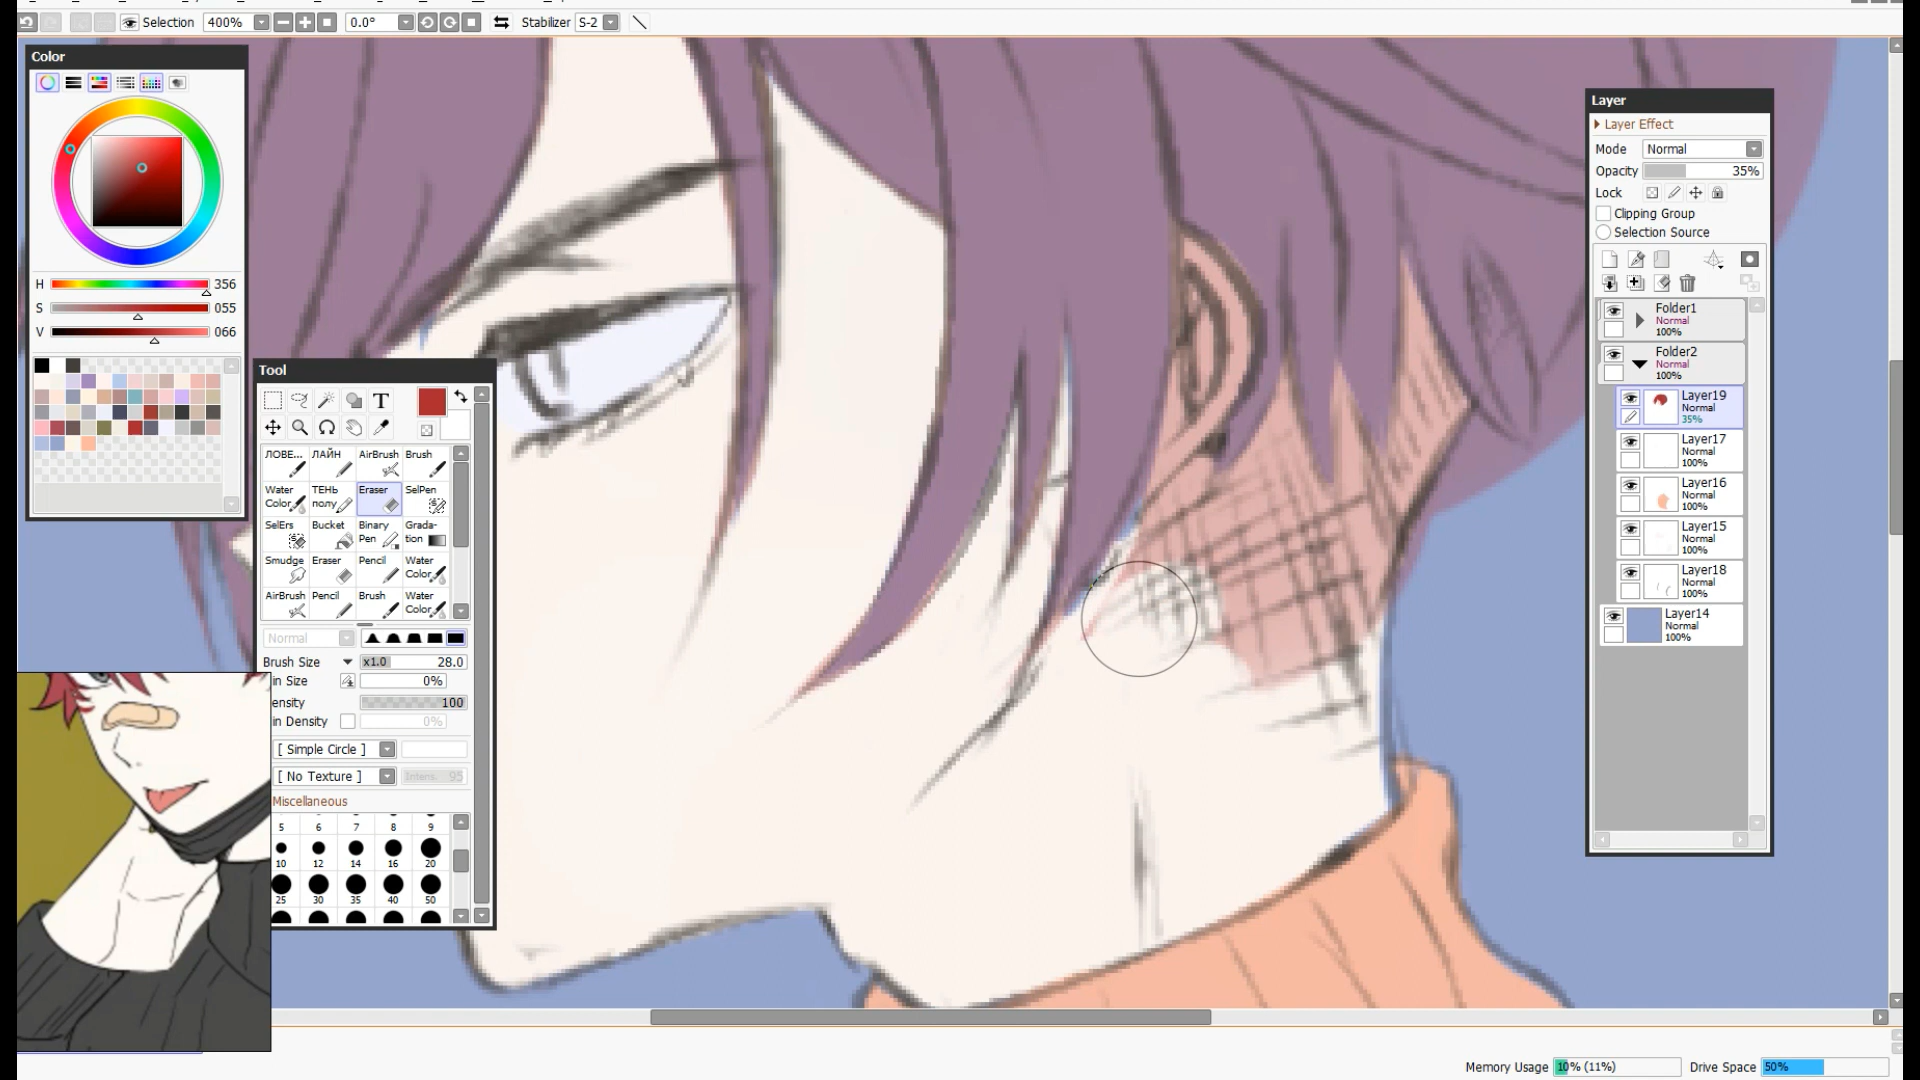 Selection 400% 0.0° Stabilizer S-2
Color
H 356
S 055
V 066
Tool
T
ЛОВЕ... ЛАЙН AirBrush Brush
Water Color ТЕНЬ полу Eraser SelPen
SelErs Bucket Binary Pen Grada-tion
Smudge Eraser Pencil Water Color
AirBrush Pencil Brush Water Color
Normal
Brush Size x1.0 28.0
in Size 0%
ensity 100
in Density 0%
[ Simple Circle ]
[ No Texture ] Intens. 95
Miscellaneous
5 6 7 8 9
10 12 14 16 20
25 30 35 40 50
Layer
Layer Effect
Mode Normal
Opacity 35%
Lock
Clipping Group
Selection Source
Folder1
Normal
100%
Folder2
Normal
100%
Layer19
Normal
35%
Layer17
Normal
100%
Layer16
Normal
100%
Layer15
Normal
100%
Layer18
Normal
100%
Layer14
Normal
100%
Memory Usage 10% (11%) Drive Space 50%